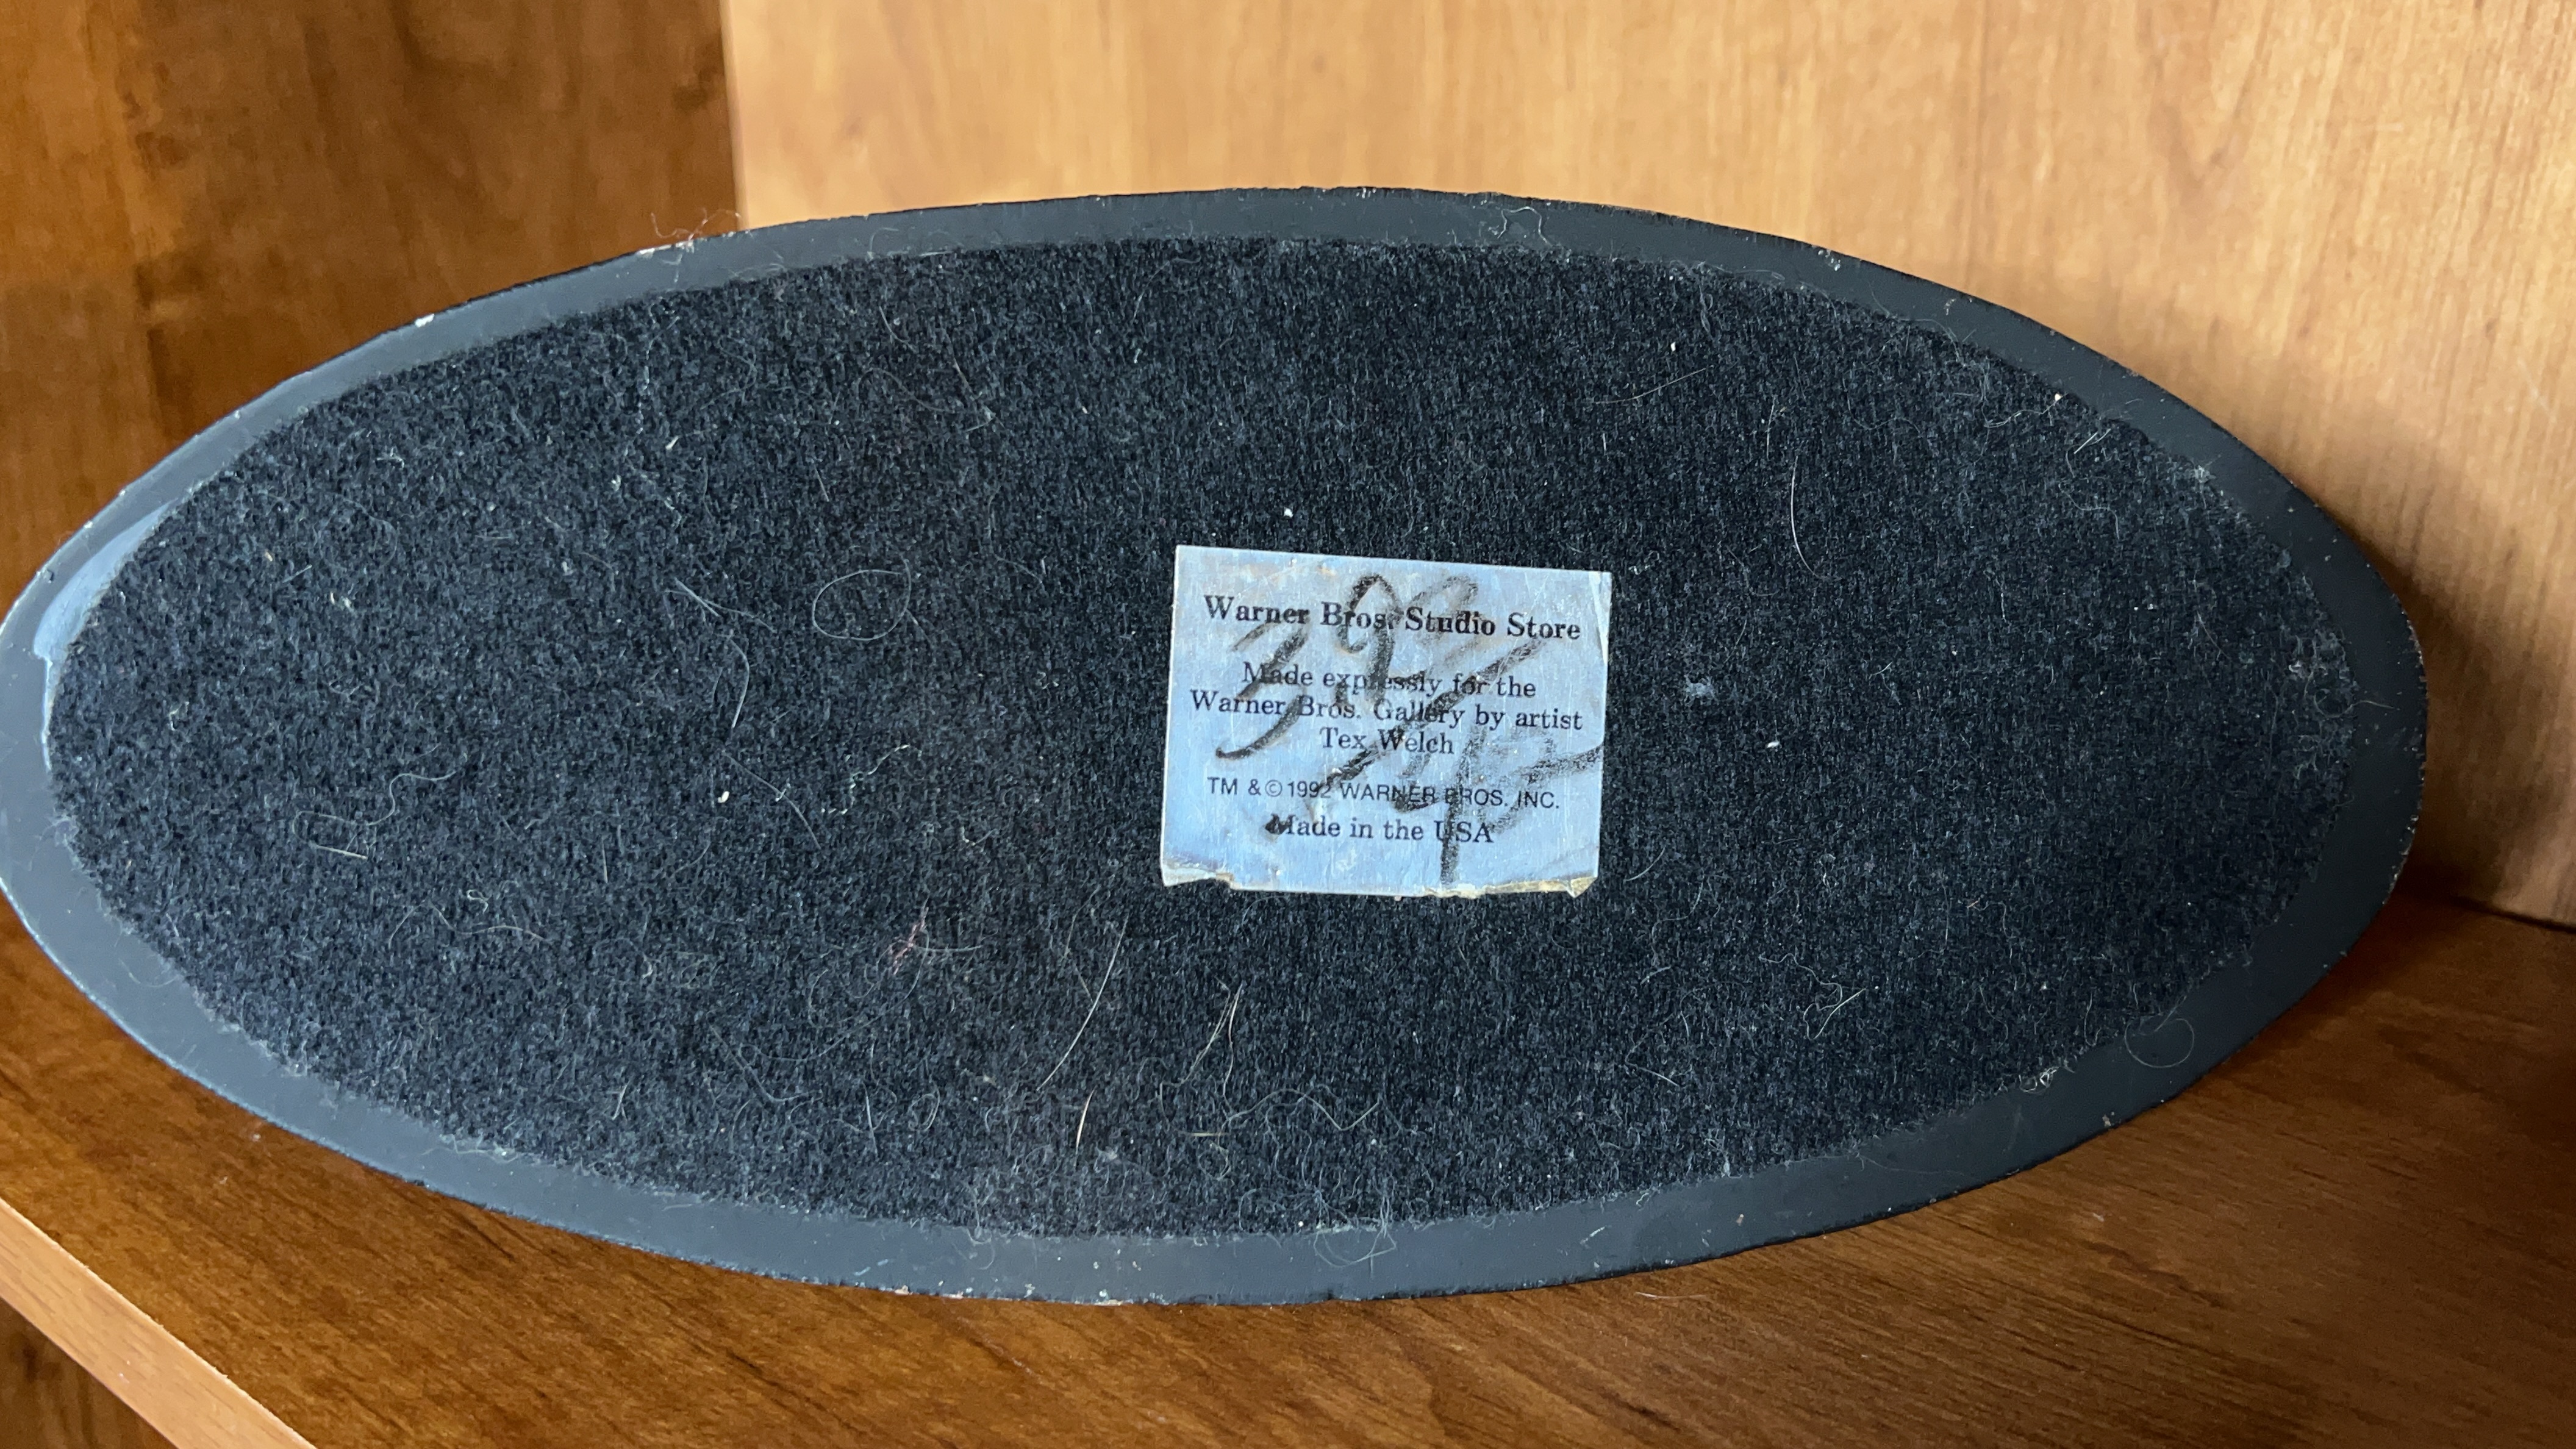 Warner Bros. Studio Store
Made expressly for the
Warner Bros. Gallery by artist
Tex Welch
TM & © 1992 WARNER BROS. INC.
Made in the USA